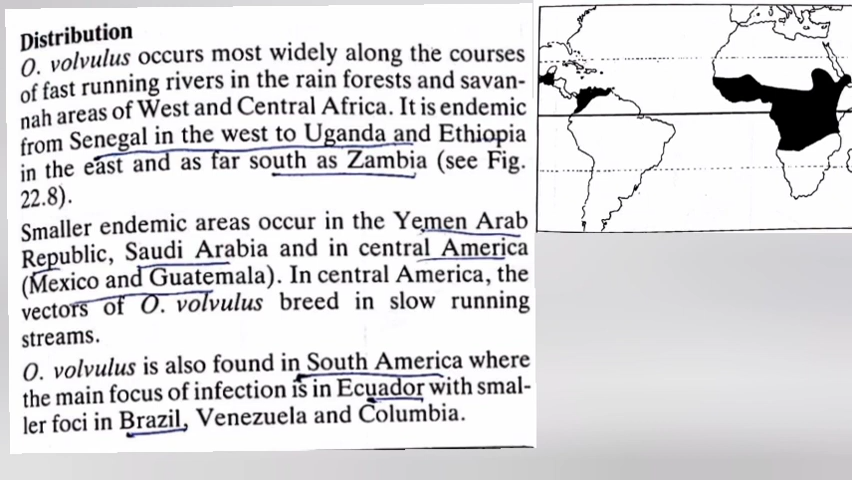 Distribution
O. volvulus occurs most widely along the courses
of fast running rivers in the rain forests and savan-
nah areas of West and Central Africa. It is endemic
from Senegal in the west to Uganda and Ethiopia
in the east and as far south as Zambia (see Fig.
22.8).
Smaller endemic areas occur in the Yemen Arab
Republic, Saudi Arabia and in central America
(Mexico and Guatemala). In central America, the
vectors of O. volvulus breed in slow running
streams.
O. volvulus is also found in South America where
the main focus of infection is in Ecuador with smal-
ler foci in Brazil, Venezuela and Columbia.